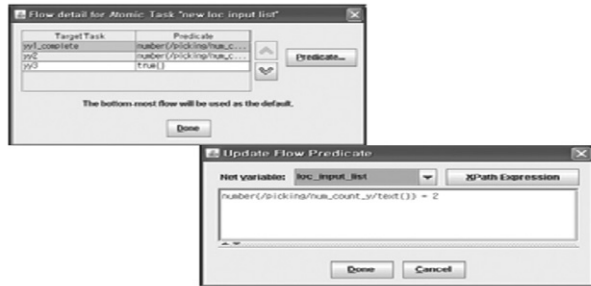 Flow detail for Atomic Task "new loc input list"
Target Task Predicate
yy1_complete number(/picking/num_c...
yy2 number(/picking/num_c...
yy3 true()
Predicate...
The bottom-most flow will be used as the default.
Done
Update Flow Predicate
Net variable: loc_input_list XPath Expression
number(/picking/num_count_y/text()) = 2
Done Cancel